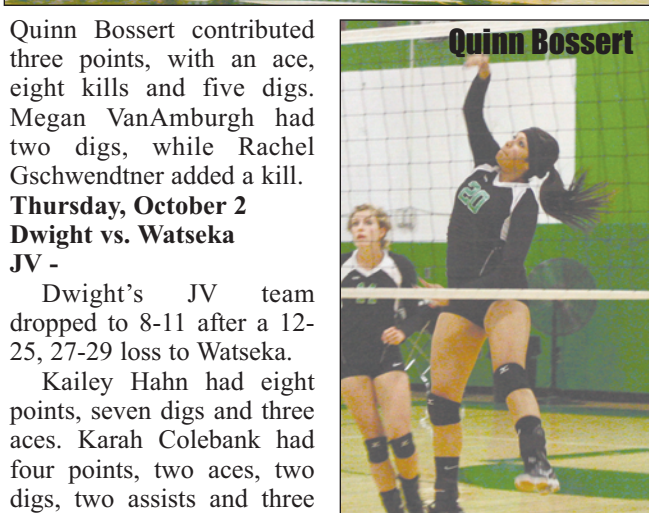 Quinn Bossert contributed
three points, with an ace,
eight kills and five digs.
Megan VanAmburgh had
two digs, while Rachel
Gschwendtner added a kill.
Thursday, October 2
Dwight vs. Watseka
JV -
Dwight's JV team
dropped to 8-11 after a 12-
25, 27-29 loss to Watseka.
Kailey Hahn had eight
points, seven digs and three
aces. Karah Colebank had
four points, two aces, two
digs, two assists and three
Quinn Bossert
20